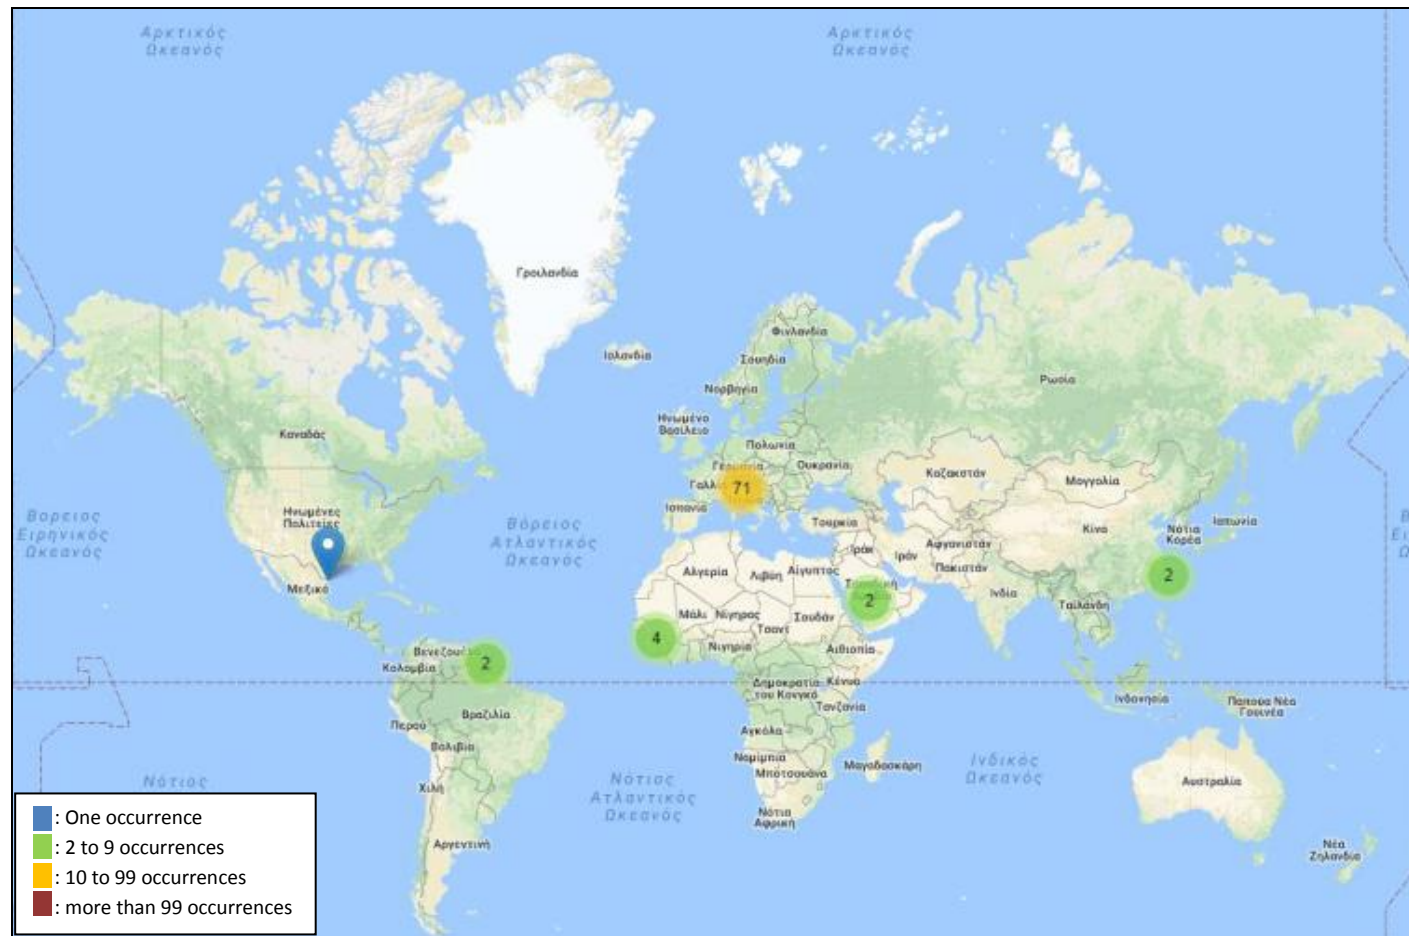 Αρκτικός
Ωκεανός
Αρκτικός
Ωκεανός
Γροιλανδία
Φινλανδία
Ισλανδία
Σουηδία
Νορβηγία
Ρωσία
Ηνωμένο
Βασίλειο
Καναδάς
Πολωνία
Γερμανία
Ουκρανία
Καζακστάν
Μογγολία
71
Ισπανία
Ηνωμένες
Πολιτείες
Βόρειος
Ειρηνικός
Ωκεανός
Βόρειος
Ατλαντικός
Ωκεανός
Τουρκία
Κίνα
Νότια
Κορέα
Ιαπωνία
Ιράκ
Ιράν
Αφγανιστάν
Πακιστάν
Αλγερία
Λιβύη
Αίγυπτος
2
Μεξικό
Ινδία
Ταϊλάνδη
2
Μάλι
Νίγηρας
Τσαντ
Σουδάν
4
Νιγηρία
Αιθιοπία
Κολομβία
2
Δημοκρατία
του Κονγκό
Κένυα
Τανζανία
Ινδονησία
Παπούα Νέα
Γουινέα
Περού
Βραζιλία
Βολιβία
Αγκόλα
Ναμίμπια
Μποτσουάνα
Μαγαδασκάρη
Ινδικός
Ωκεανός
Αυστραλία
Νότιος
Χιλή
Νότιος
Ατλαντικός
Ωκεανός
Νότια
Αφρική
Αργεντινή
Νέα
Ζηλανδία
: One occurrence
: 2 to 9 occurrences
: 10 to 99 occurrences
: more than 99 occurrences